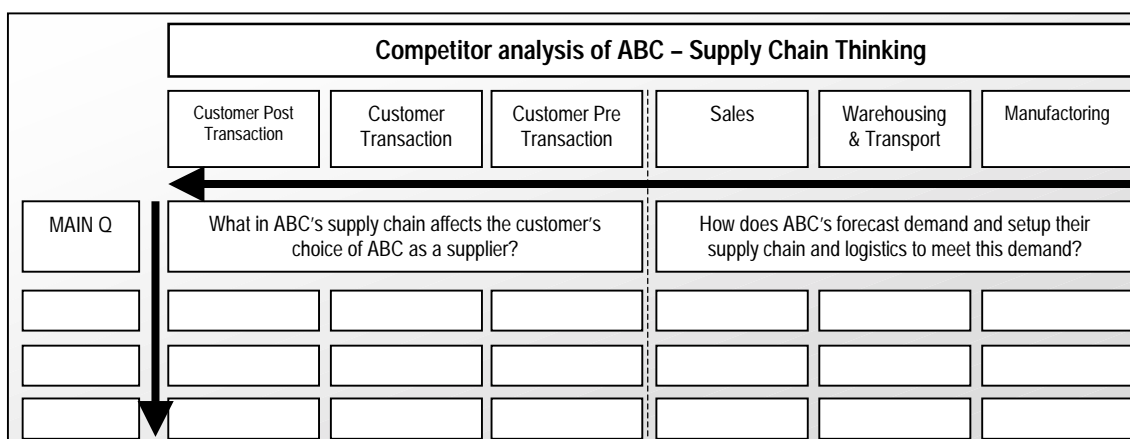 Competitor analysis of ABC – Supply Chain Thinking
Customer Post
Transaction
Customer
Transaction
Customer Pre
Transaction
Sales
Warehousing
& Transport
Manufactoring
MAIN Q
What in ABC's supply chain affects the customer's
choice of ABC as a supplier?
How does ABC's forecast demand and setup their
supply chain and logistics to meet this demand?